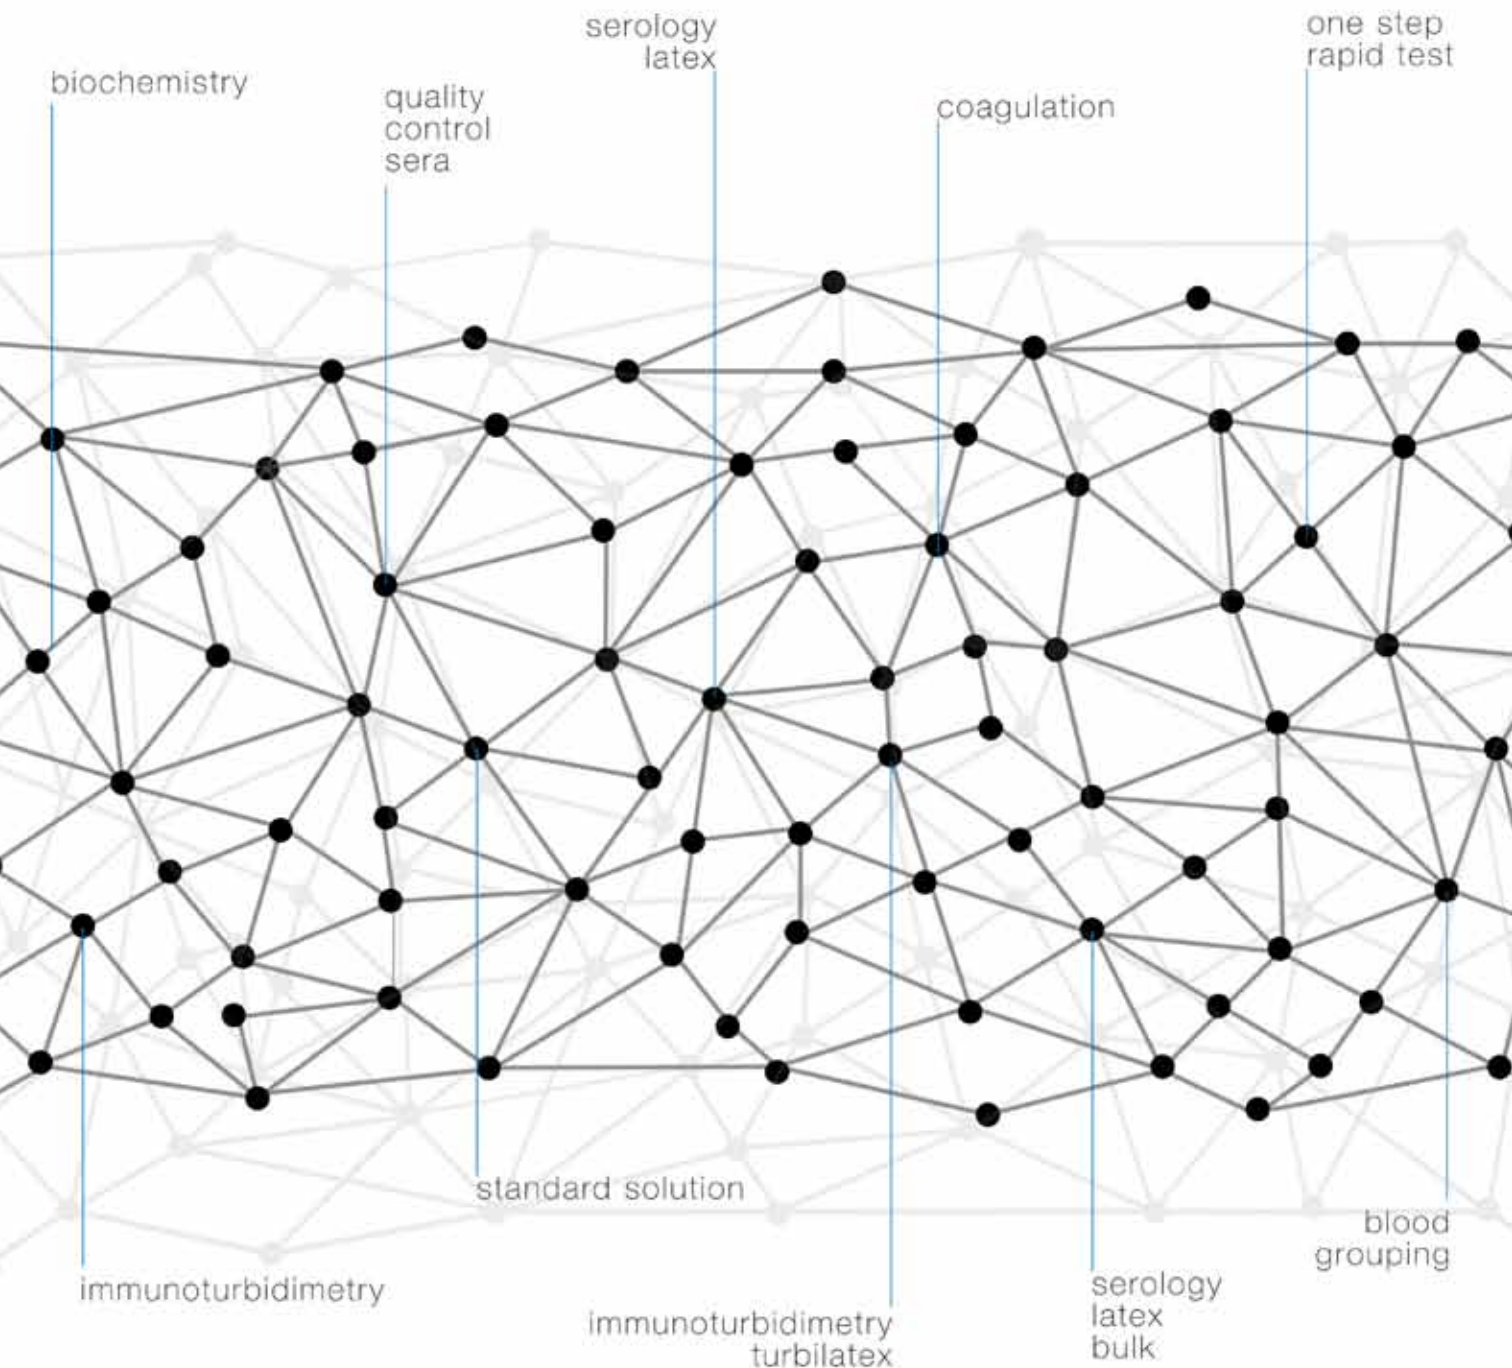 serology
latex
one step
rapid test
biochemistry
quality
control
sera
coagulation
standard solution
blood
grouping
immunoturbidimetry
serology
latex
bulk
immunoturbidimetry
turbilatex